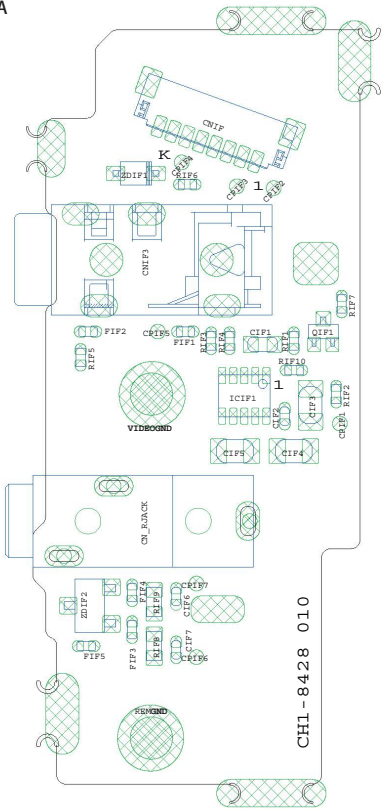 A
CNIF
K
CPIF4
ZDIF1
RIF6
CPIF3
1
CPIF2
CNIF3
RIF7
FIF2
CPIF5
FIF1
RIF3
RIF4
CIF1
RIF1
QIF1
RIF5
RIF10
1
ICIF1
CIF3
RIF2
CIF2
CPIF1
VIDEOGND
CIF5
CIF4
CN_RJACK
FIF4
RIF9
CIF6
CPIF7
ZDIF2
FIF5
FIF3
RIF8
CIF7
CPIF6
CH1-8428 010
REMGND